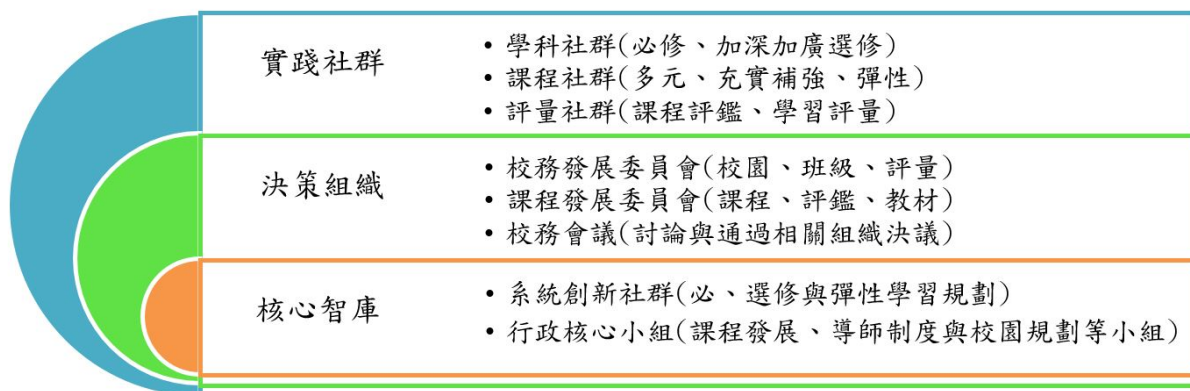 實踐社群
• 學科社群(必修、加深加廣選修)
• 課程社群(多元、充實補強、彈性)
• 評量社群(課程評鑑、學習評量)
決策組織
• 校務發展委員會(校園、班級、評量)
• 課程發展委員會(課程、評鑑、教材)
• 校務會議(討論與通過相關組織決議)
核心智庫
• 系統創新社群(必、選修與彈性學習規劃)
• 行政核心小組(課程發展、導師制度與校園規劃等小組)